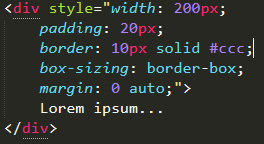 <div style="width: 200px;
padding: 20px;
border: 10px solid #ccc;
box-sizing: border-box;
margin: 0 auto;">
Lorem ipsum...
</div>